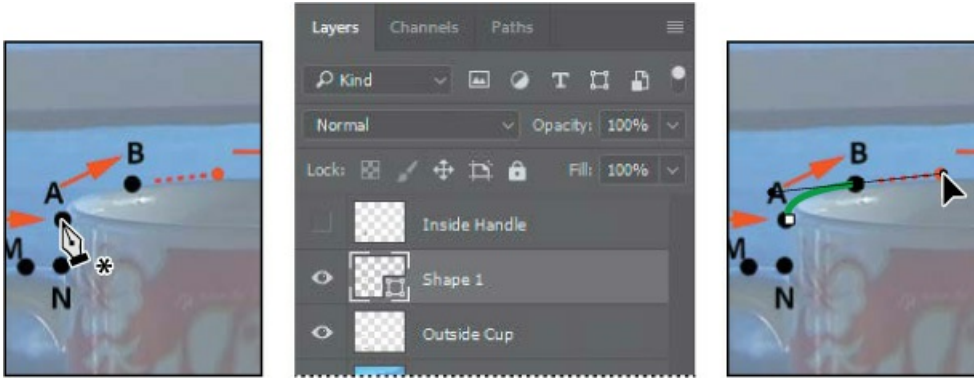 A
B
M
N
Layers Channels Paths
Kind T
Normal Opacity: 100%
Lock: Fill: 100%
Inside Handle
Shape 1
Outside Cup
A
B
M
N